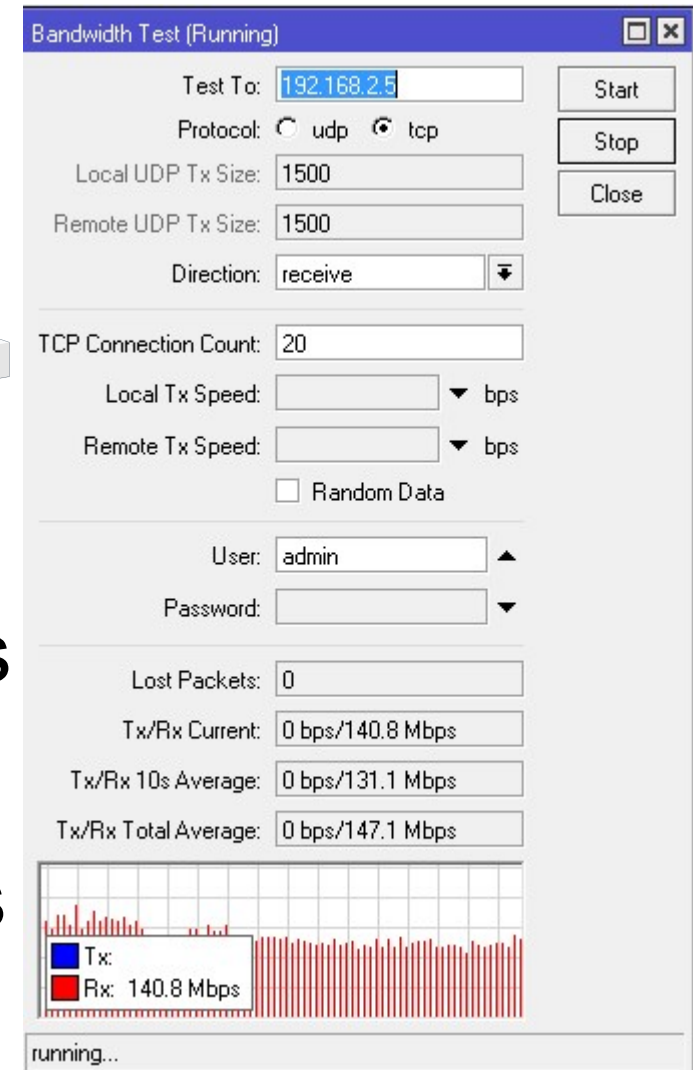 Bandwidth Test (Running)
Test To: 192.168.2.5
Start
Protocol: udp tcp
Stop
Local UDP Tx Size: 1500
Close
Remote UDP Tx Size: 1500
Direction: receive
TCP Connection Count: 20
Local Tx Speed: bps
Remote Tx Speed: bps
Random Data
User: admin
Password:
s
Lost Packets: 0
Tx/Rx Current: 0 bps/140.8 Mbps
Tx/Rx 10s Average: 0 bps/131.1 Mbps
Tx/Rx Total Average: 0 bps/147.1 Mbps
s
Tx:
Rx: 140.8 Mbps
running...